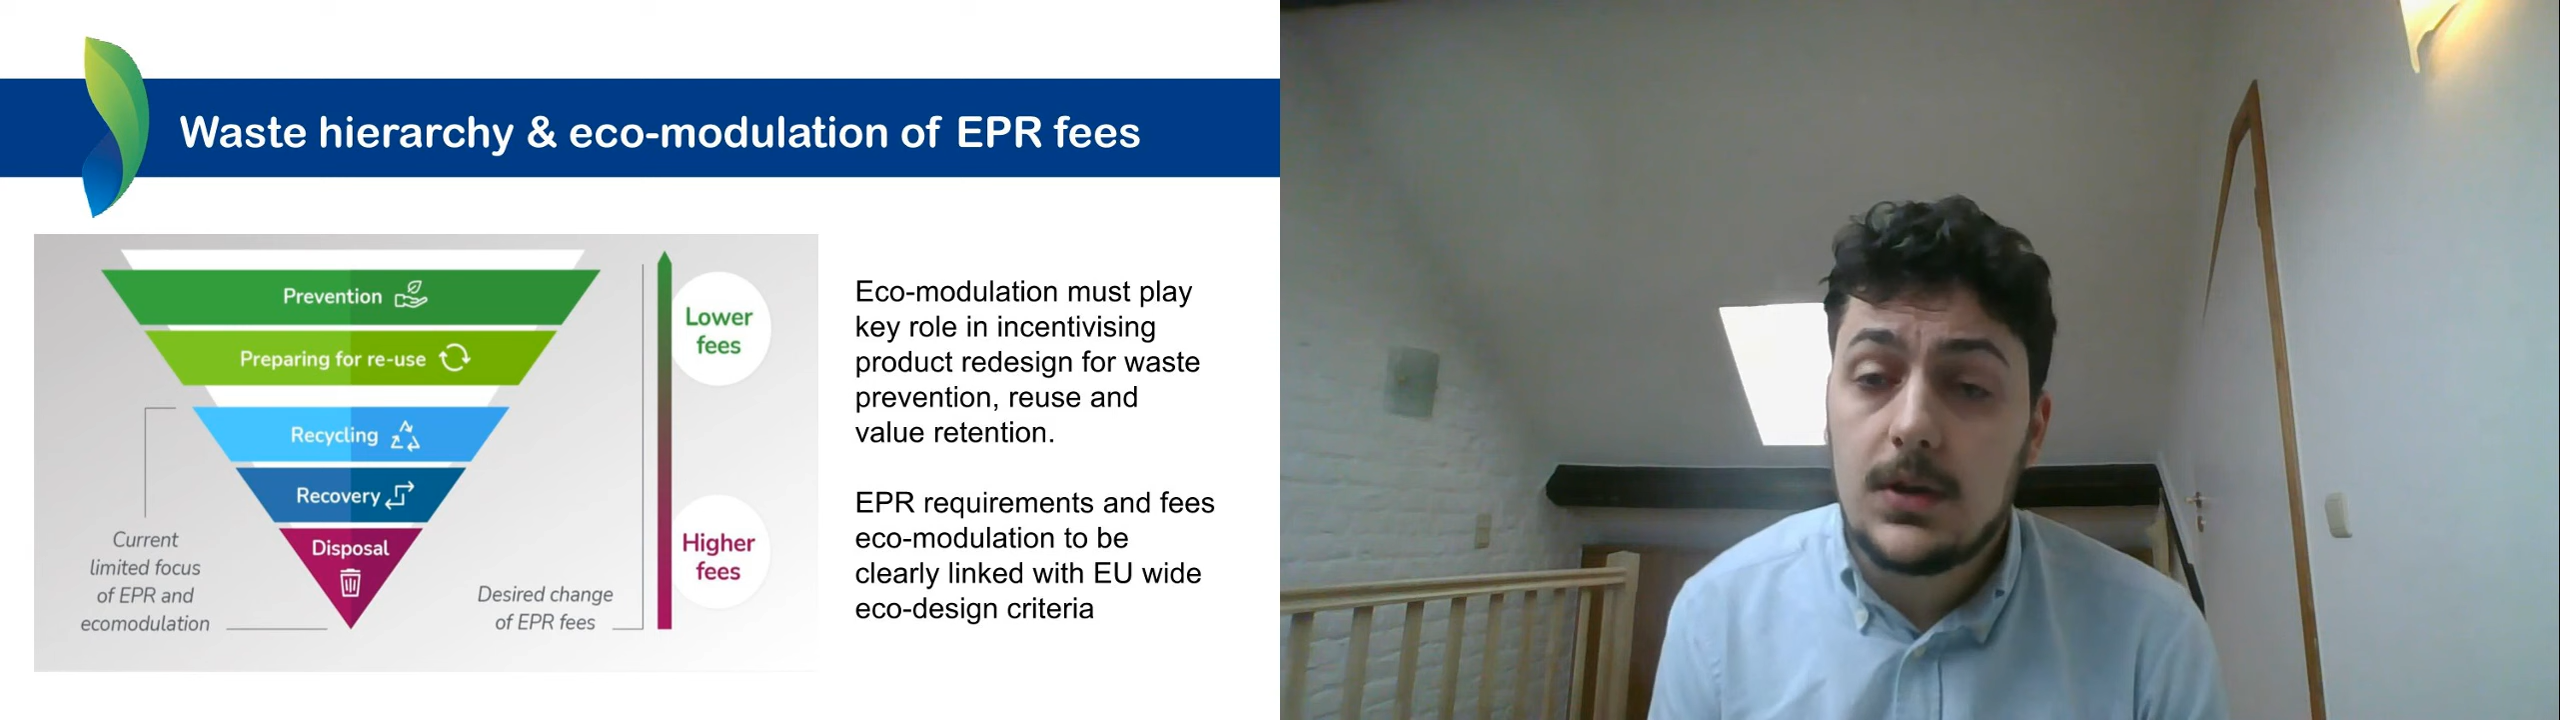 Waste hierarchy & eco-modulation of EPR fees
Prevention
Preparing for re-use
Recycling
Recovery
Disposal
Current
limited focus
of EPR and
ecomodulation
Desired change
of EPR fees
Lower
fees
Higher
fees
Eco-modulation must play
key role in incentivising
product redesign for waste
prevention, reuse and
value retention.
EPR requirements and fees
eco-modulation to be
clearly linked with EU wide
eco-design criteria